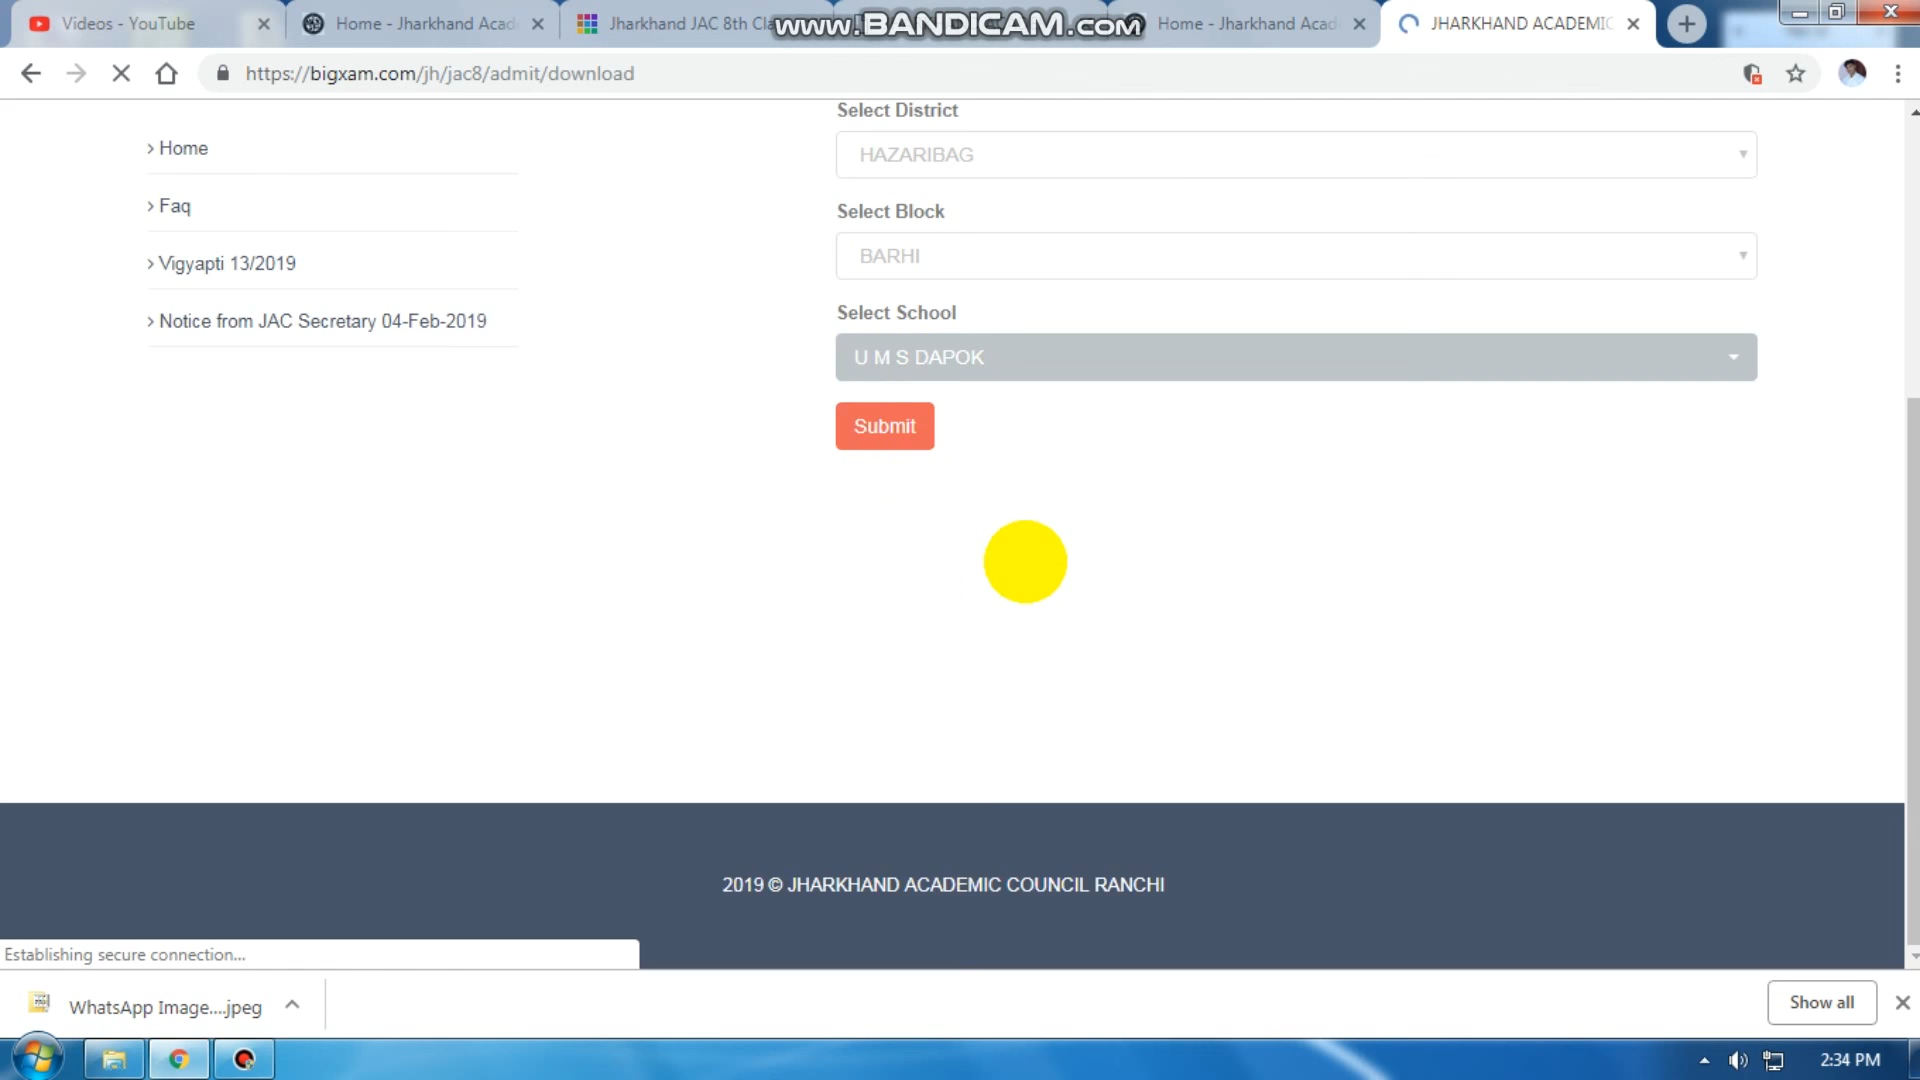 Videos - YouTube
Home - Jharkhand Acad
Jharkhand JAC 8th Cla
www.BANDICAM.com
Home - Jharkhand Acad
JHARKHAND ACADEMIC
https://bigxam.com/jh/jac8/admit/download
Select District
HAZARIBAG
Home
Select Block
Faq
BARHI
Vigyapti 13/2019
Select School
Notice from JAC Secretary 04-Feb-2019
U M S DAPOK
Submit
2019 © JHARKHAND ACADEMIC COUNCIL RANCHI
Establishing secure connection...
WhatsApp Image....jpeg
Show all
2:34 PM